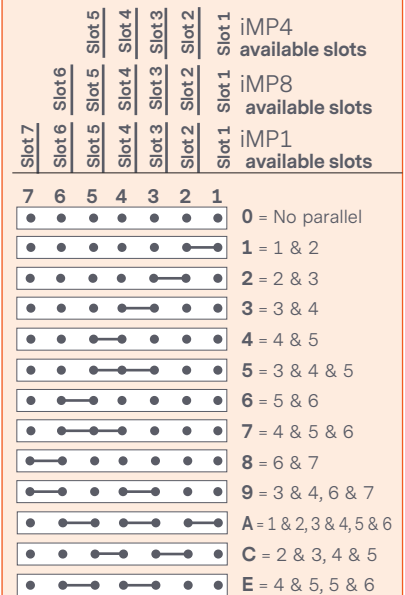 Slot 5 Slot 4 Slot 3 Slot 2 Slot 1 iMP4
available slots
Slot 6 Slot 5 Slot 4 Slot 3 Slot 2 Slot 1 iMP8
available slots
Slot 7 Slot 6 Slot 5 Slot 4 Slot 3 Slot 2 Slot 1 iMP1
available slots
7 6 5 4 3 2 1
0 = No parallel
1 = 1 & 2
2 = 2 & 3
3 = 3 & 4
4 = 4 & 5
5 = 3 & 4 & 5
6 = 5 & 6
7 = 4 & 5 & 6
8 = 6 & 7
9 = 3 & 4, 6 & 7
A = 1 & 2, 3 & 4, 5 & 6
C = 2 & 3, 4 & 5
E = 4 & 5, 5 & 6